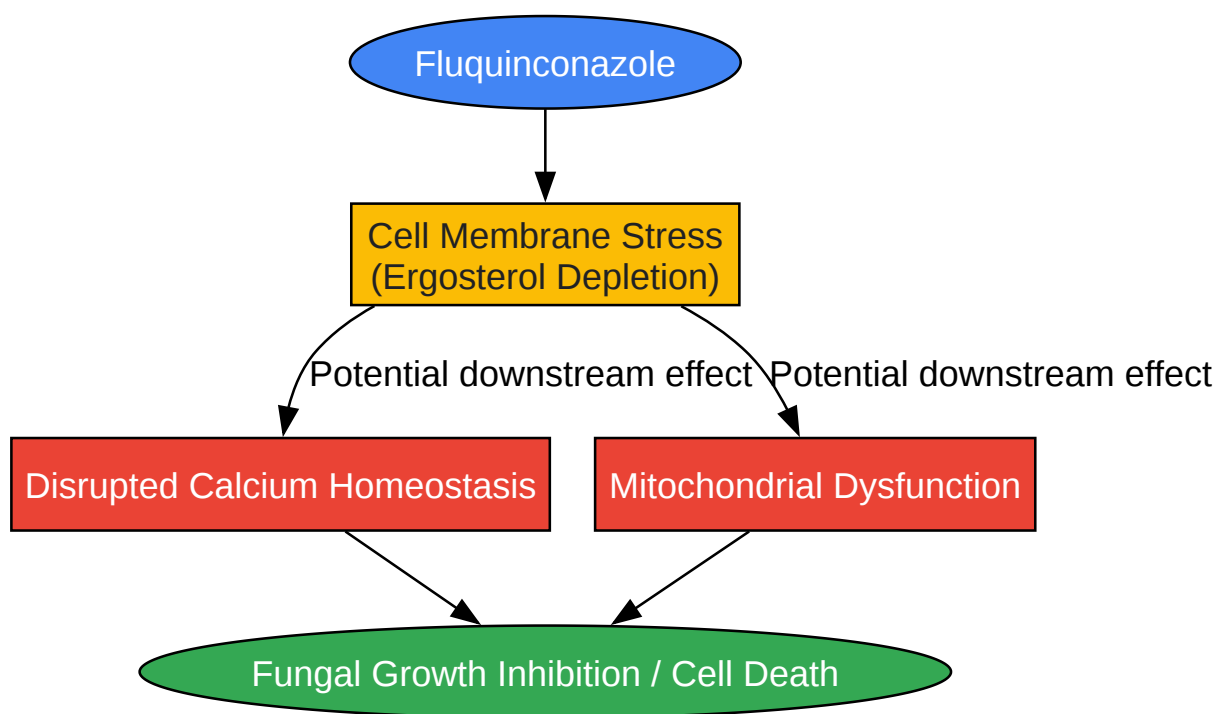 Fluquinconazole
Cell Membrane Stress
(Ergosterol Depletion)
Potential downstream effect
Potential downstream effect
Disrupted Calcium Homeostasis
Mitochondrial Dysfunction
Fungal Growth Inhibition / Cell Death